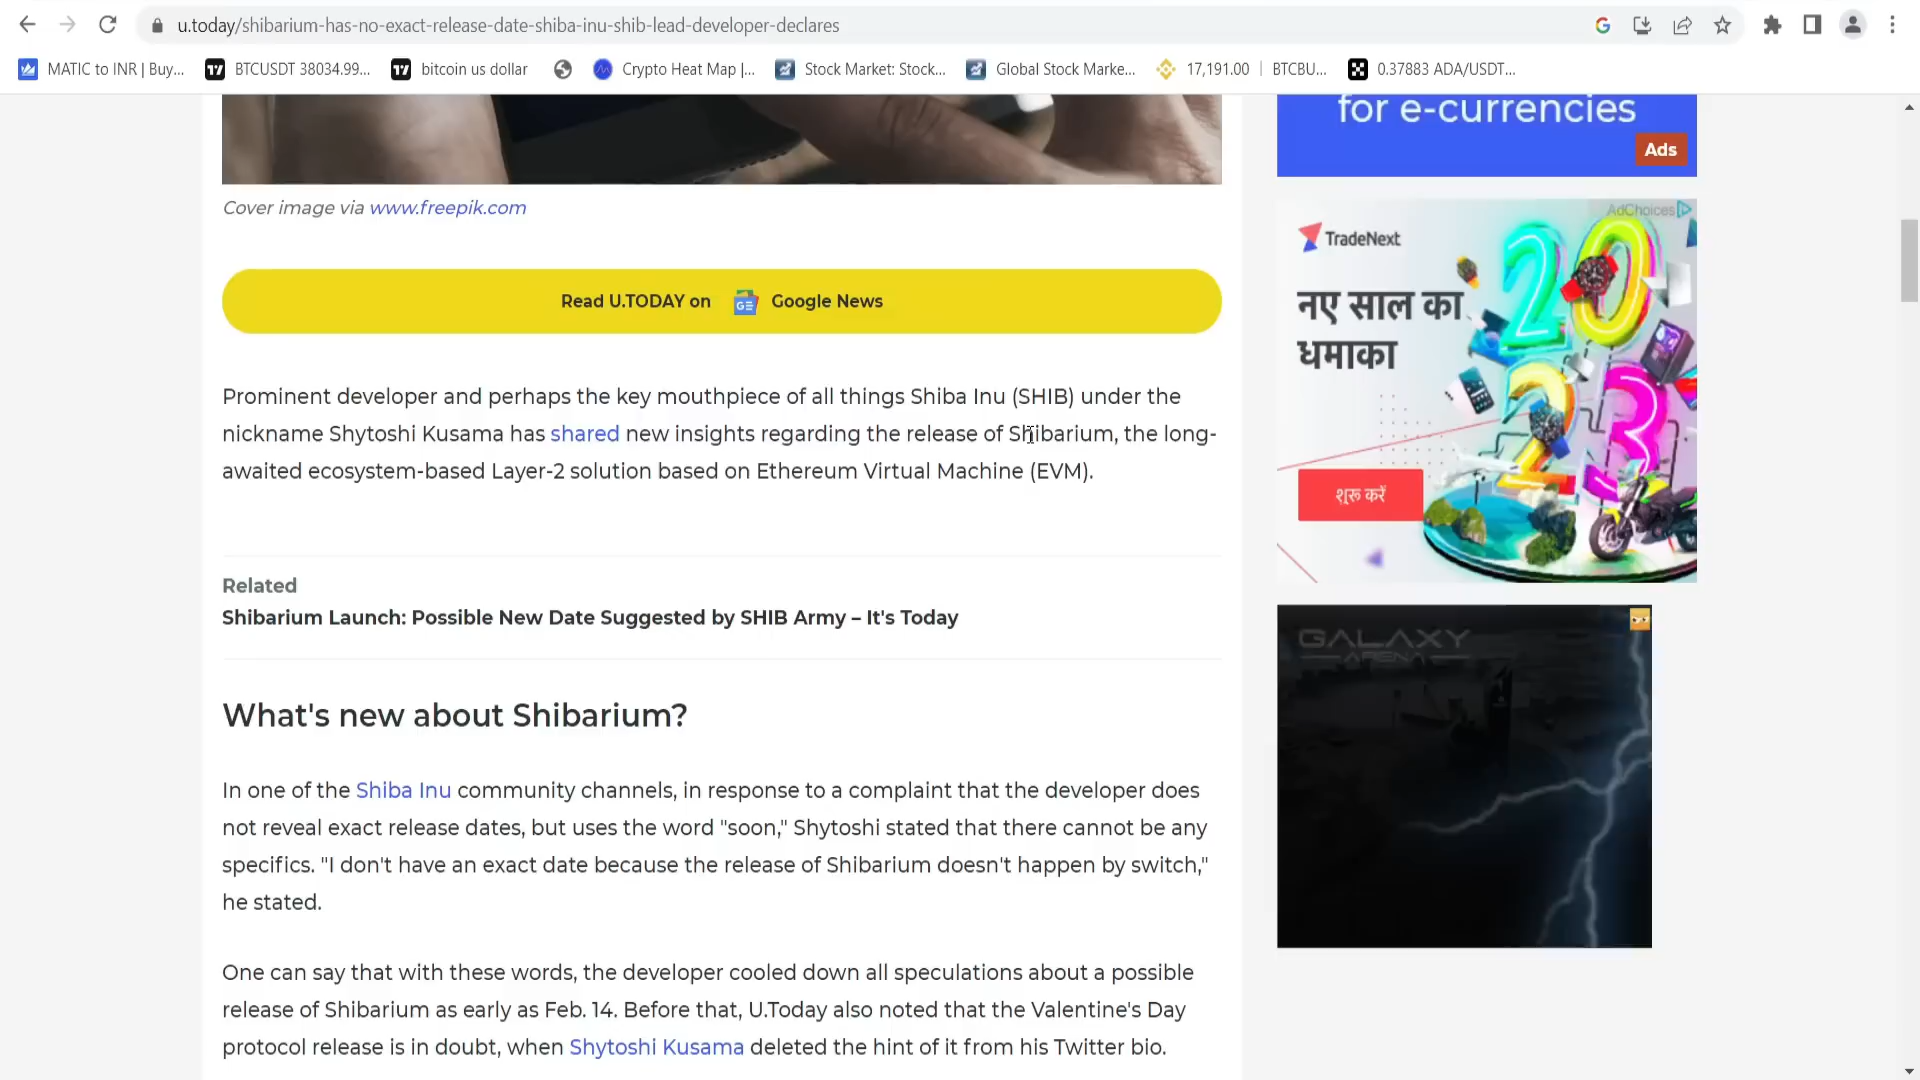 u.today/shibarium-has-no-exact-release-date-shiba-inu-shib-lead-developer-declares
MATIC to INR | Buy...
BTCUSDT 38034.99...
bitcoin us dollar
Crypto Heat Map |...
Stock Market: Stock...
Global Stock Marke...
17,191.00 | BTCBU...
0.37883 ADA/USDT...
for e-currencies
Ads
Cover image via www.freepik.com
AdChoices
TradeNext
नए साल का
धमाका
शुरू करें
2023
Read U.TODAY on GE Google News
Prominent developer and perhaps the key mouthpiece of all things Shiba Inu (SHIB) under the
nickname Shytoshi Kusama has shared new insights regarding the release of Shibarium, the long-
awaited ecosystem-based Layer-2 solution based on Ethereum Virtual Machine (EVM).
Related
Shibarium Launch: Possible New Date Suggested by SHIB Army – It's Today
GALAXY
ARENA
What's new about Shibarium?
In one of the Shiba Inu community channels, in response to a complaint that the developer does
not reveal exact release dates, but uses the word "soon," Shytoshi stated that there cannot be any
specifics. "I don't have an exact date because the release of Shibarium doesn't happen by switch,"
he stated.
One can say that with these words, the developer cooled down all speculations about a possible
release of Shibarium as early as Feb. 14. Before that, U.Today also noted that the Valentine's Day
protocol release is in doubt, when Shytoshi Kusama deleted the hint of it from his Twitter bio.